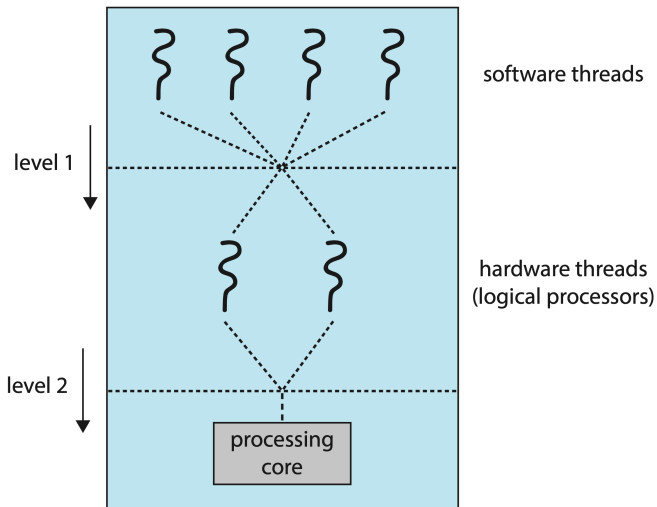 software threads
level 1
hardware threads
(logical processors)
level 2
processing
core